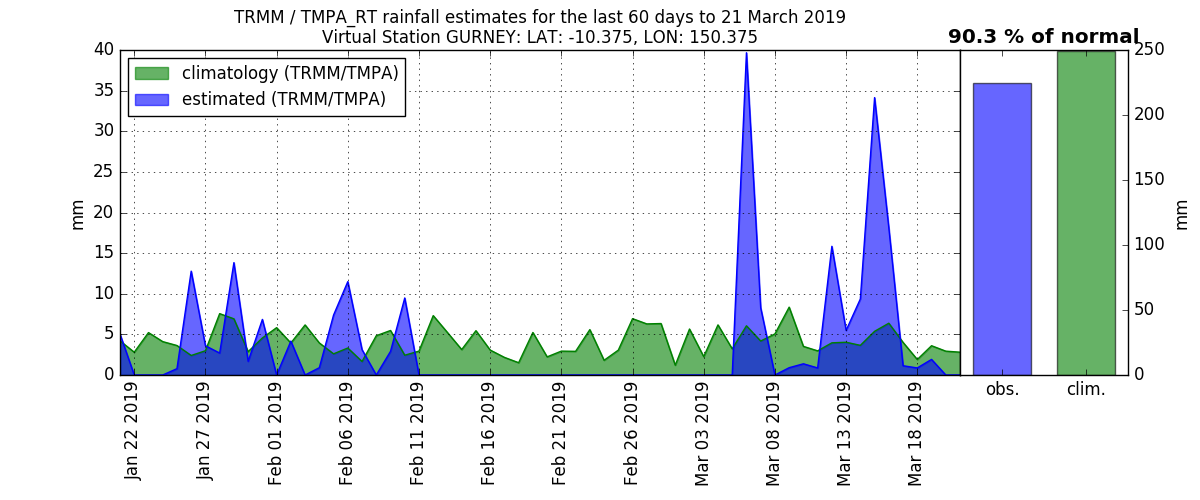 TRMM / TMPA_RT rainfall estimates for the last 60 days to 21 March 2019
Virtual Station GURNEY: LAT: -10.375, LON: 150.375
90.3 % of normal
climatology (TRMM/TMPA)
estimated (TRMM/TMPA)
40
35
30
25
20
15
10
5
0
mm
250
200
150
100
50
0
mm
Jan 22 2019
Jan 27 2019
Feb 01 2019
Feb 06 2019
Feb 11 2019
Feb 16 2019
Feb 21 2019
Feb 26 2019
Mar 03 2019
Mar 08 2019
Mar 13 2019
Mar 18 2019
obs.
clim.